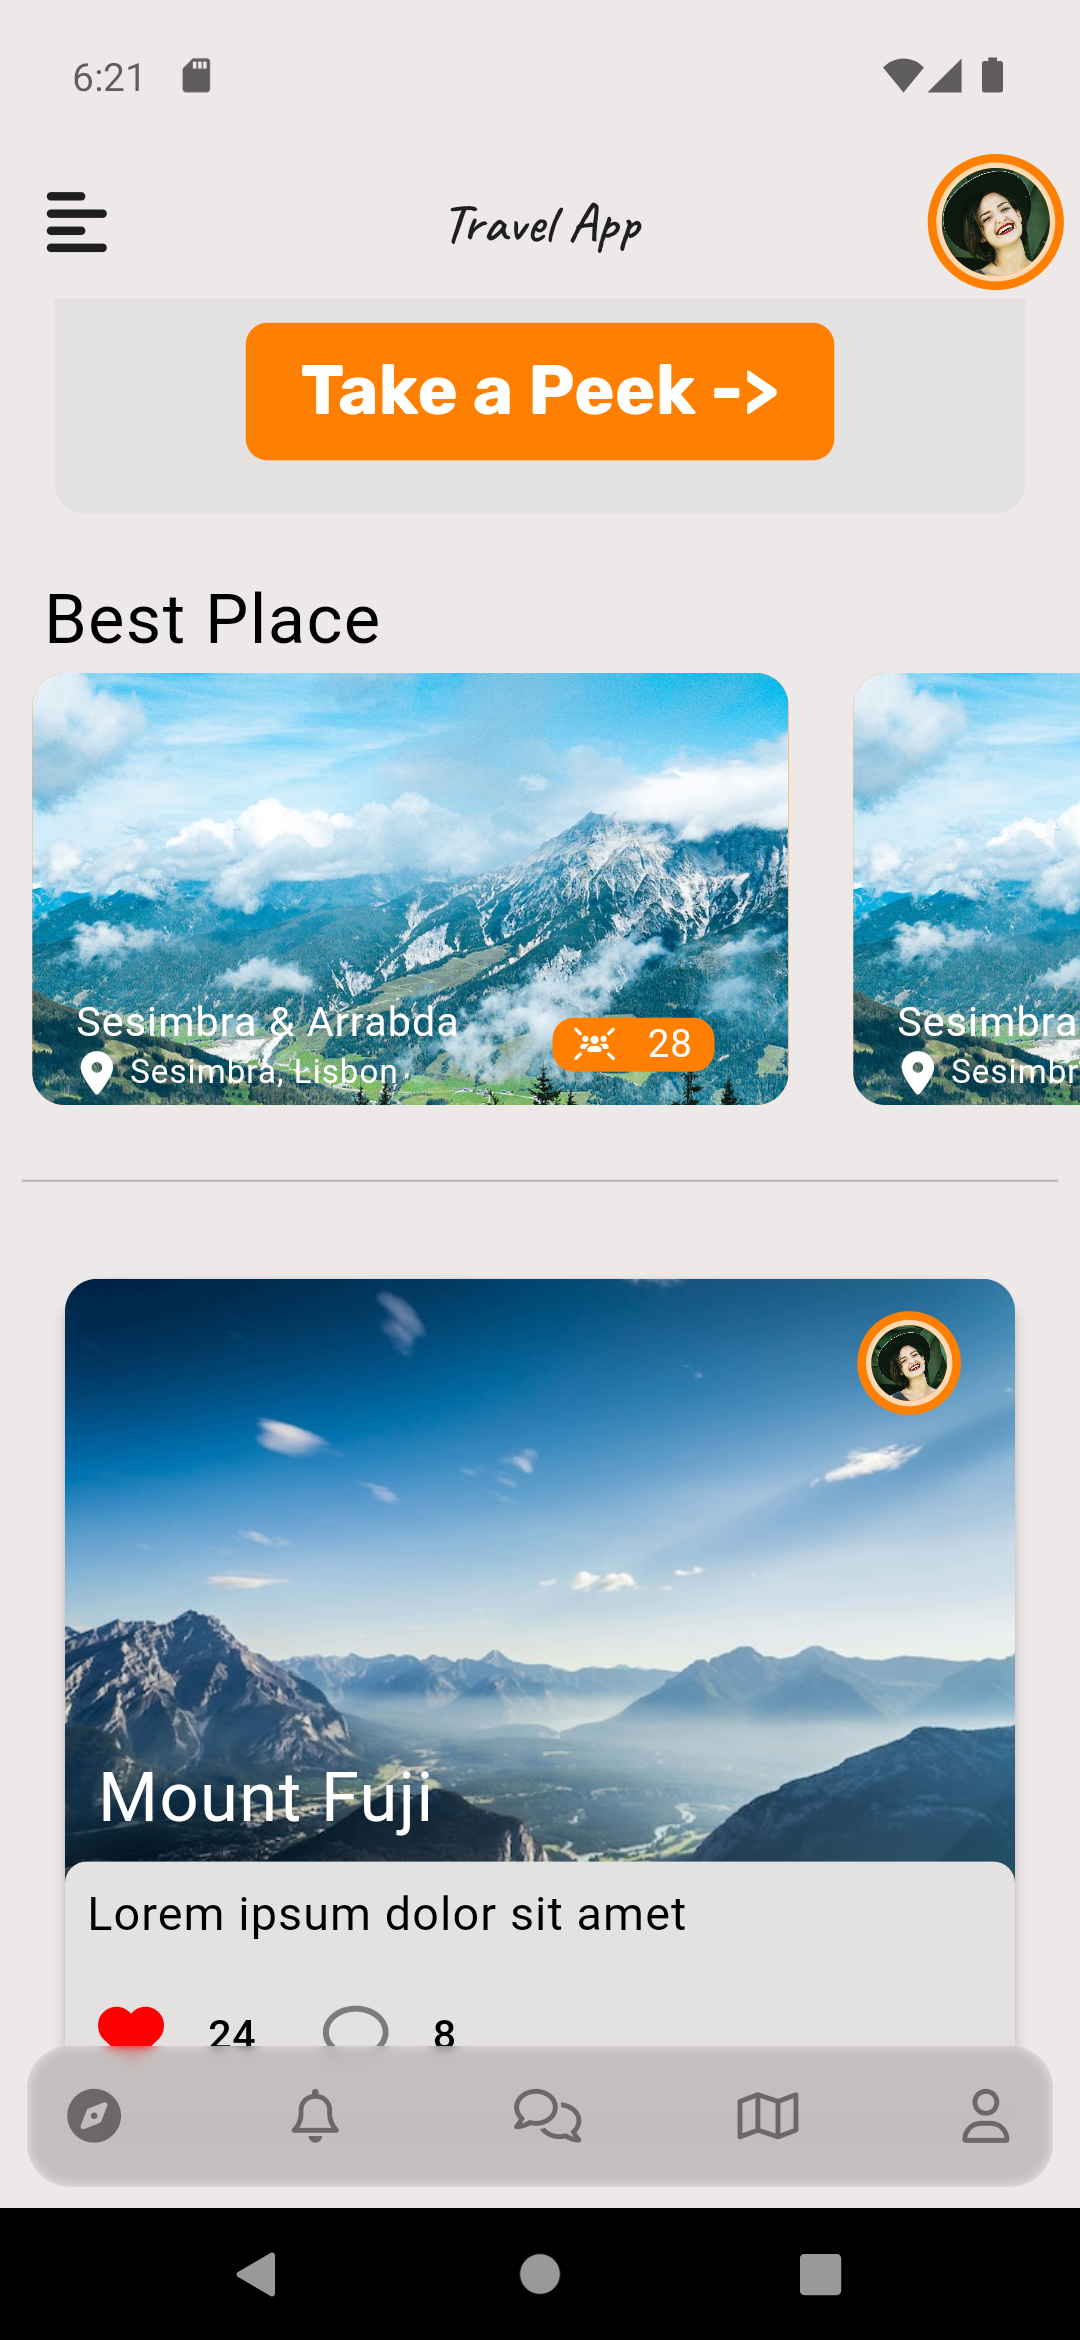 6:21
Travel App
Take a Peek ->
Best Place
Sesimbra & Arrabda
Sesimbra, Lisbon
28
Sesimbra
Sesimbr
Mount Fuji
Lorem ipsum dolor sit amet
24
8